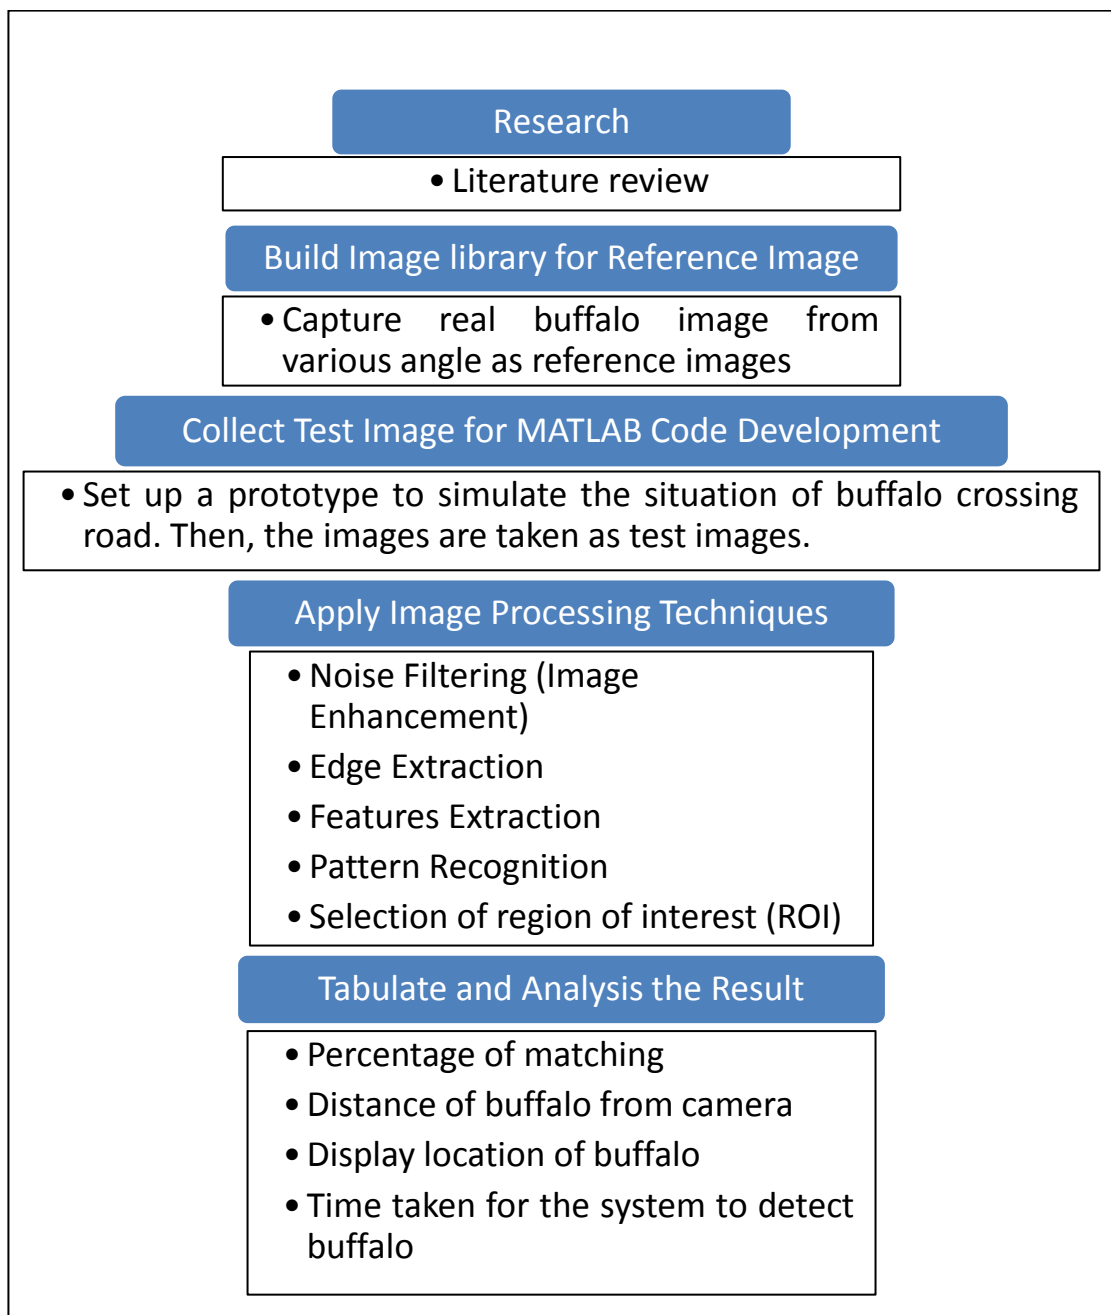 Research
• Literature review
Build Image library for Reference Image
• Capture real buffalo image from
various angle as reference images
Collect Test Image for MATLAB Code Development
• Set up a prototype to simulate the situation of buffalo crossing
road. Then, the images are taken as test images.
Apply Image Processing Techniques
• Noise Filtering (Image
Enhancement)
• Edge Extraction
• Features Extraction
• Pattern Recognition
• Selection of region of interest (ROI)
Tabulate and Analysis the Result
• Percentage of matching
• Distance of buffalo from camera
• Display location of buffalo
• Time taken for the system to detect
buffalo